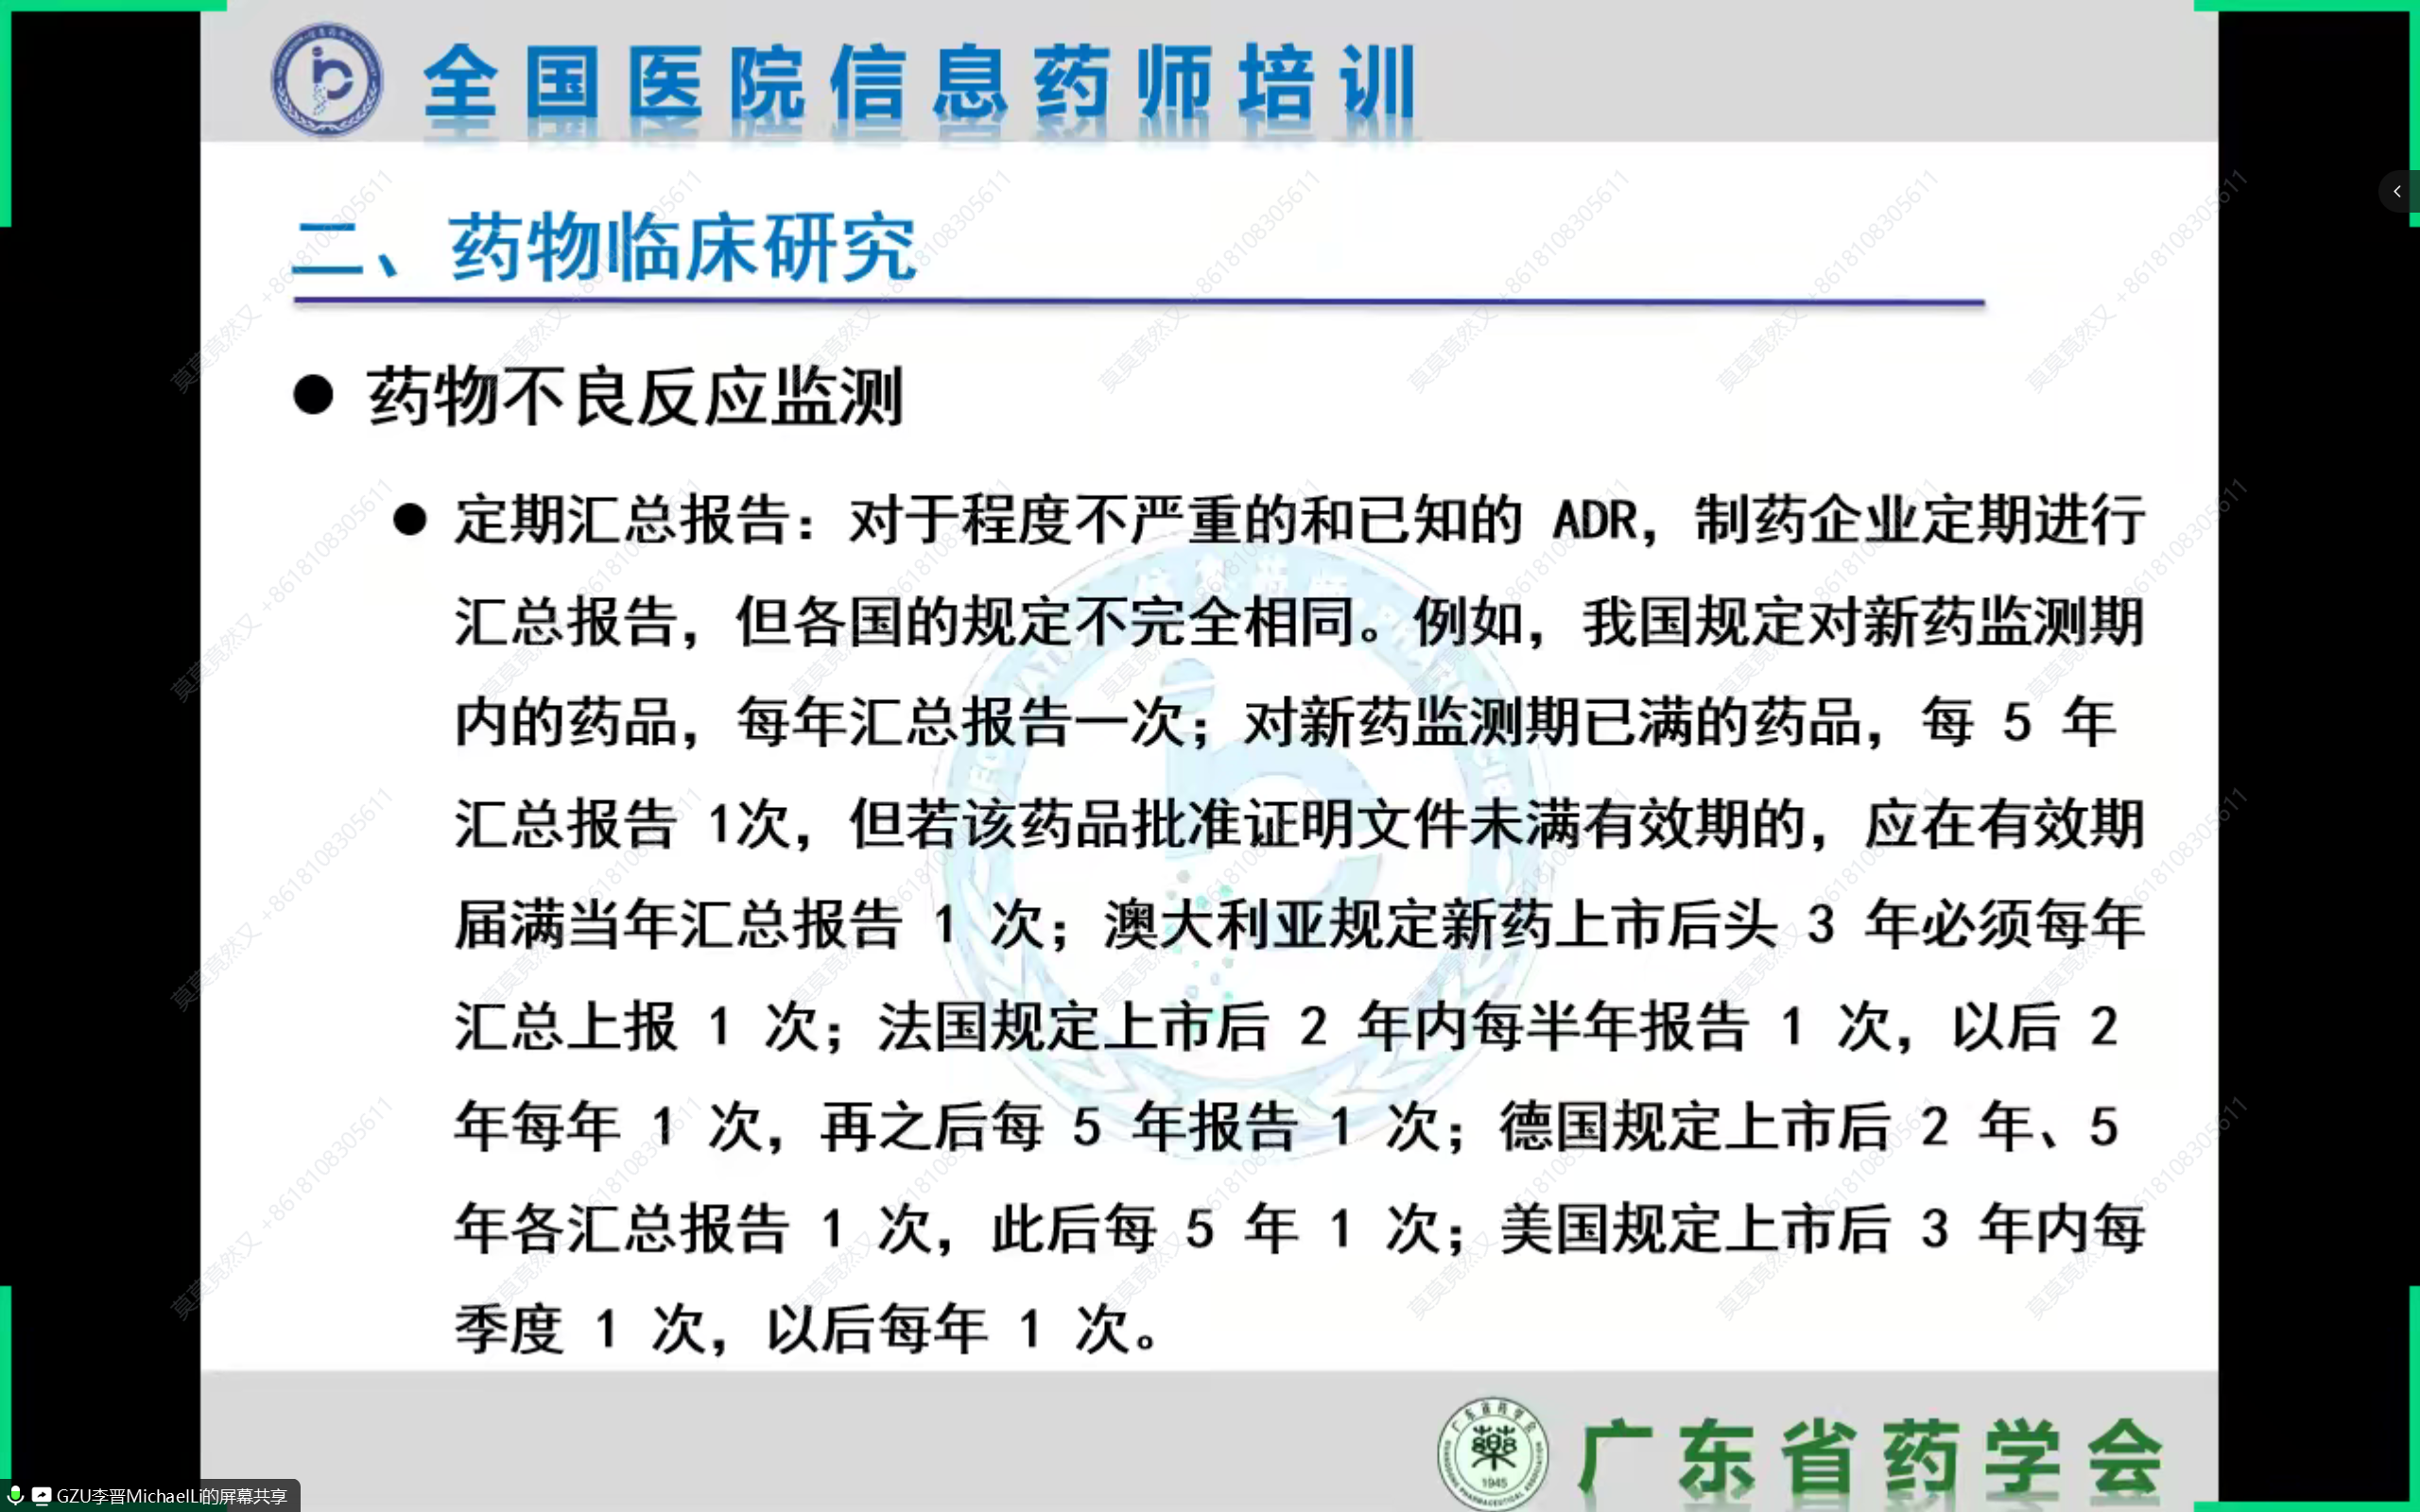 全国医院信息药师培训
二、药物临床研究
● 药物不良反应监测
● 定期汇总报告：对于程度不严重的和已知的 ADR，制药企业定期进行
汇总报告，但各国的规定不完全相同。例如，我国规定对新药监测期
内的药品，每年汇总报告一次；对新药监测期已满的药品，每 5 年
汇总报告 1次，但若该药品批准证明文件未满有效期的，应在有效期
届满当年汇总报告 1 次；澳大利亚规定新药上市后头 3 年必须每年
汇总上报 1 次；法国规定上市后 2 年内每半年报告 1 次，以后 2
年每年 1 次，再之后每 5 年报告 1 次；德国规定上市后 2 年、5
年各汇总报告 1 次，此后每 5 年 1 次；美国规定上市后 3 年内每
季度 1 次，以后每年 1 次。
广东省药学会
1945
广东省药学会
GZU李晋MichaelLi的屏幕共享
莫莫竟然又 +8618108305611